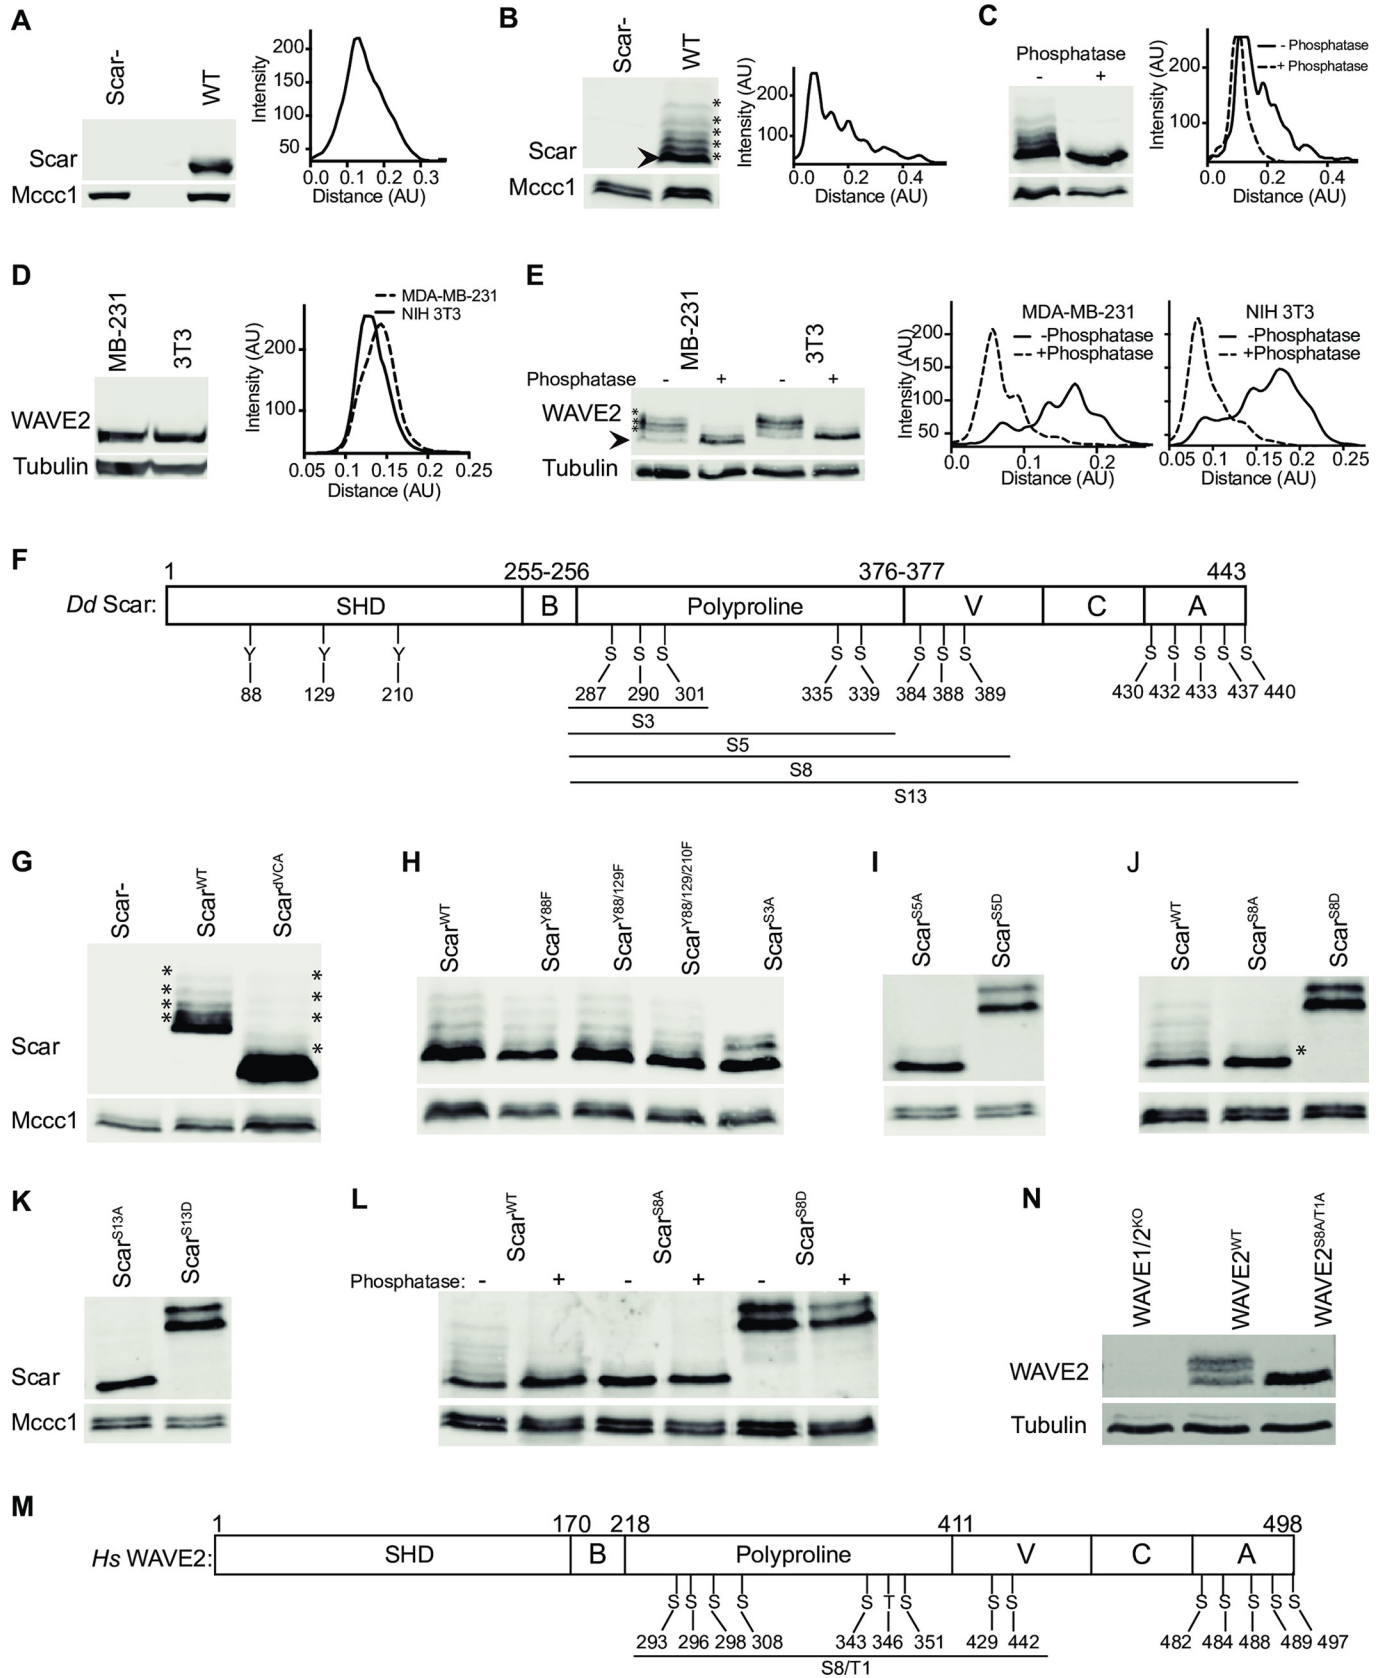 A
Scar-
WT
Scar
Mccc1
Intensity
200
150
100
50
0.0 0.1 0.2 0.3
Distance (AU)
B
Scar-
WT
Scar
Mccc1
*
*
*
*
*
Intensity (AU)
200
100
0.0 0.2 0.4
Distance (AU)
C
Phosphatase
- +
Intensity (AU)
200
100
- Phosphatase
+ Phosphatase
0.0 0.2 0.4
Distance (AU)
D
MB-231
3T3
WAVE2
Tubulin
Intensity (AU)
200
100
MDA-MB-231
NIH 3T3
0.05 0.1 0.15 0.2 0.25
Distance (AU)
E
MB-231
3T3
Phosphatase - + - +
WAVE2
*
*
*
Tubulin
Intensity (AU)
200
150
100
50
MDA-MB-231
-Phosphatase
+Phosphatase
0.0 0.1 0.2
Distance (AU)
NIH 3T3
-Phosphatase
+Phosphatase
0.05 0.1 0.15 0.2 0.25
Distance (AU)
F
1 255-256 376-377 443
Dd Scar: SHD B Polyproline V C A
Y Y Y S S S S S S S S S S S S S
88 129 210 287 290 301 335 339 384 388 389 430 432 433 437 440
S3
S5
S8
S13
G
Scar-
ScarWT
ScardVCA
*
*
*
*
*
*
*
*
Scar
Mccc1
H
ScarWT
ScarY88F
ScarY88/129F
ScarY88/129/210F
ScarS3A
I
ScarS5A
ScarS5D
J
ScarWT
ScarS8A
ScarS8D
*
K
ScarS13A
ScarS13D
Scar
Mccc1
L
ScarWT
ScarS8A
ScarS8D
Phosphatase: - + - + - +
N
WAVE1/2KO
WAVE2WT
WAVE2S8A/T1A
WAVE2
Tubulin
M
1 170 218 411 498
Hs WAVE2: SHD B Polyproline V C A
S S S S S T S S S S S S S S
293 296 298 308 343 346 351 429 442 482 484 488 489 497
S8/T1